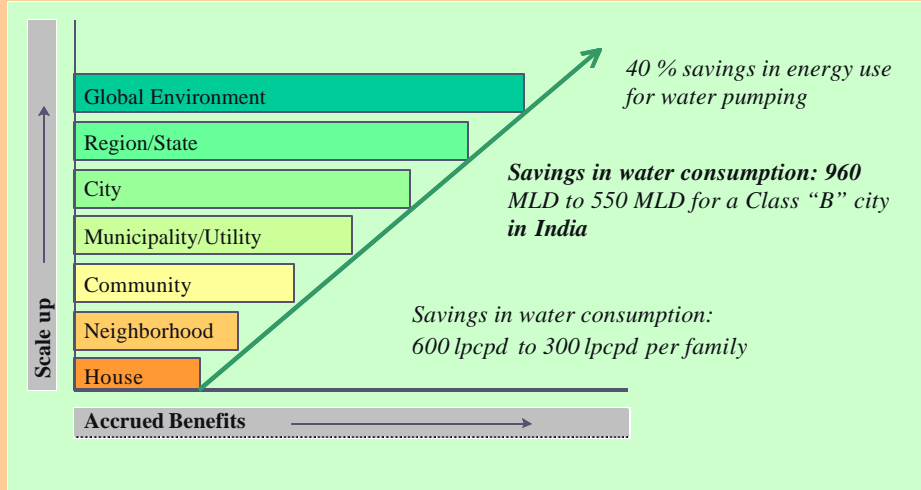 Global Environment
Region/State
City
Municipality/Utility
Community
Neighborhood
House
Scale up
Accrued Benefits
40 % savings in energy use
for water pumping
Savings in water consumption: 960
MLD to 550 MLD for a Class “B” city
in India
Savings in water consumption:
600 lpcpd to 300 lpcpd per family